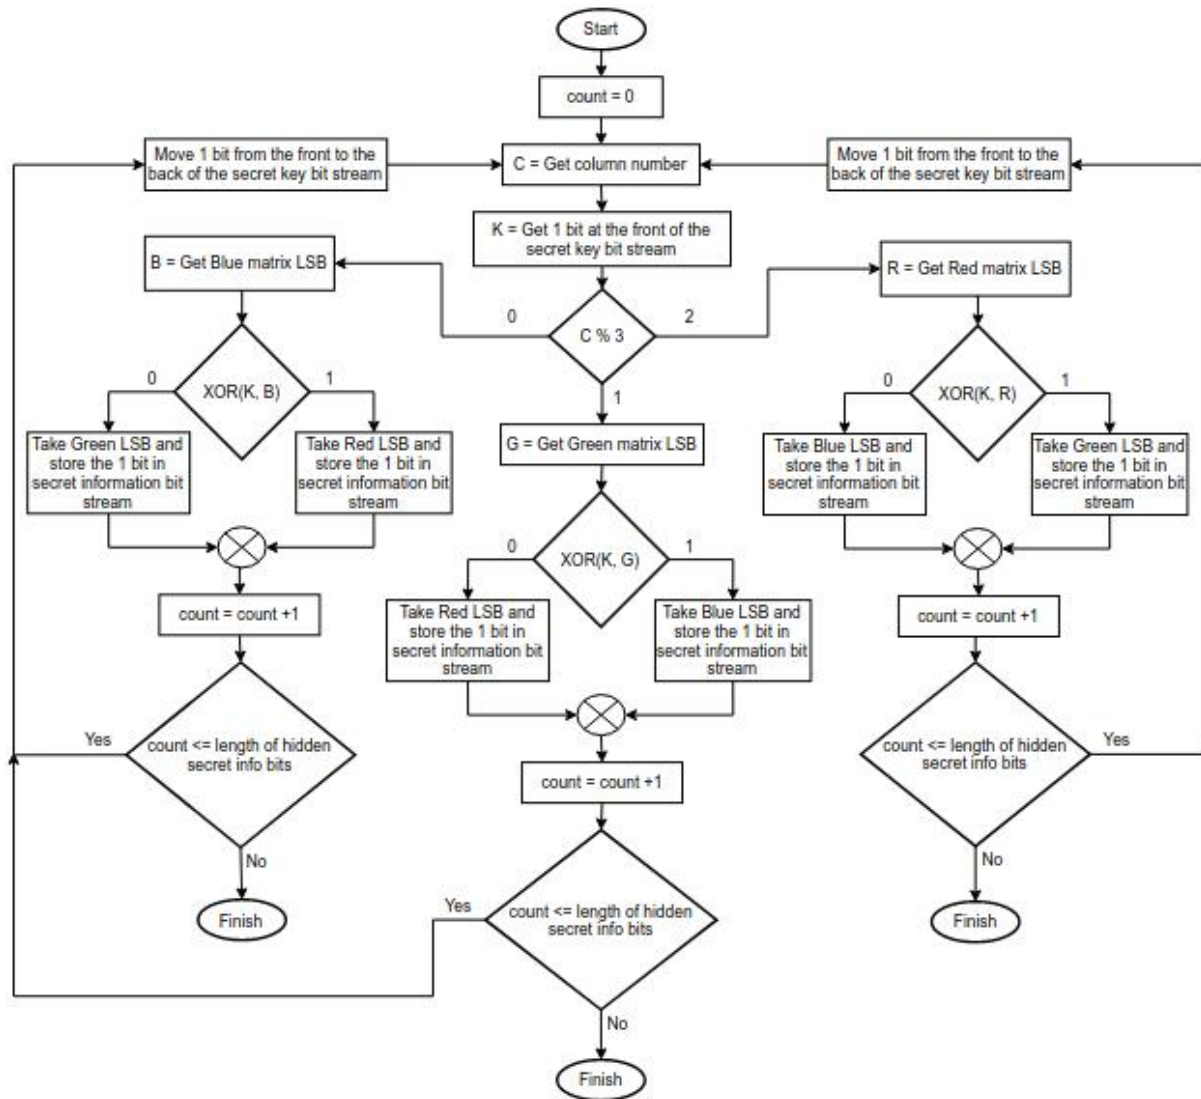 Start
count = 0
Move 1 bit from the front to the
back of the secret key bit stream
C = Get column number
Move 1 bit from the front to the
back of the secret key bit stream
K = Get 1 bit at the front of the
secret key bit stream
B = Get Blue matrix LSB
R = Get Red matrix LSB
0
C % 3
2
1
0
XOR(K, B)
1
G = Get Green matrix LSB
0
XOR(K, R)
1
Take Green LSB and
store the 1 bit in
secret information bit
stream
Take Red LSB and
store the 1 bit in
secret information bit
stream
Take Blue LSB and
store the 1 bit in
secret information bit
stream
Take Green LSB and
store the 1 bit in
secret information bit
stream
0
XOR(K, G)
1
Take Red LSB and
store the 1 bit in
secret information bit
stream
Take Blue LSB and
store the 1 bit in
secret information bit
stream
count = count +1
count = count +1
Yes
count <= length of hidden
secret info bits
No
Finish
count = count +1
count <= length of hidden
secret info bits
Yes
No
Finish
Yes
count <= length of hidden
secret info bits
No
Finish